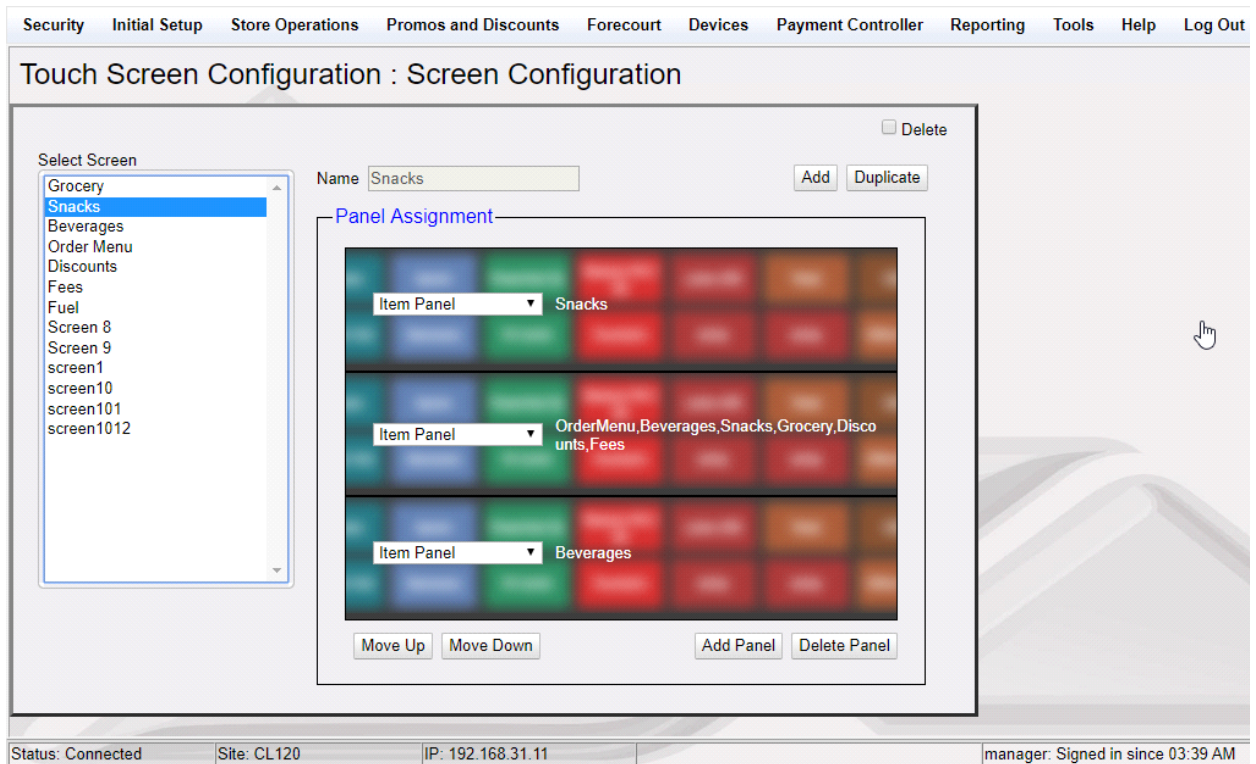 Security Initial Setup Store Operations Promos and Discounts Forecourt Devices Payment Controller Reporting Tools Help Log Out
Touch Screen Configuration : Screen Configuration
Delete
Select Screen
Grocery
Snacks
Beverages
Order Menu
Discounts
Fees
Fuel
Screen 8
Screen 9
screen1
screen10
screen101
screen1012
Name Snacks Add Duplicate
Panel Assignment
Item Panel Snacks
Item Panel
OrderMenu,Beverages,Snacks,Grocery,Disco
unts,Fees
Item Panel Beverages
Move Up Move Down Add Panel Delete Panel
Status: Connected Site: CL120 IP: 192.168.31.11 manager: Signed in since 03:39 AM